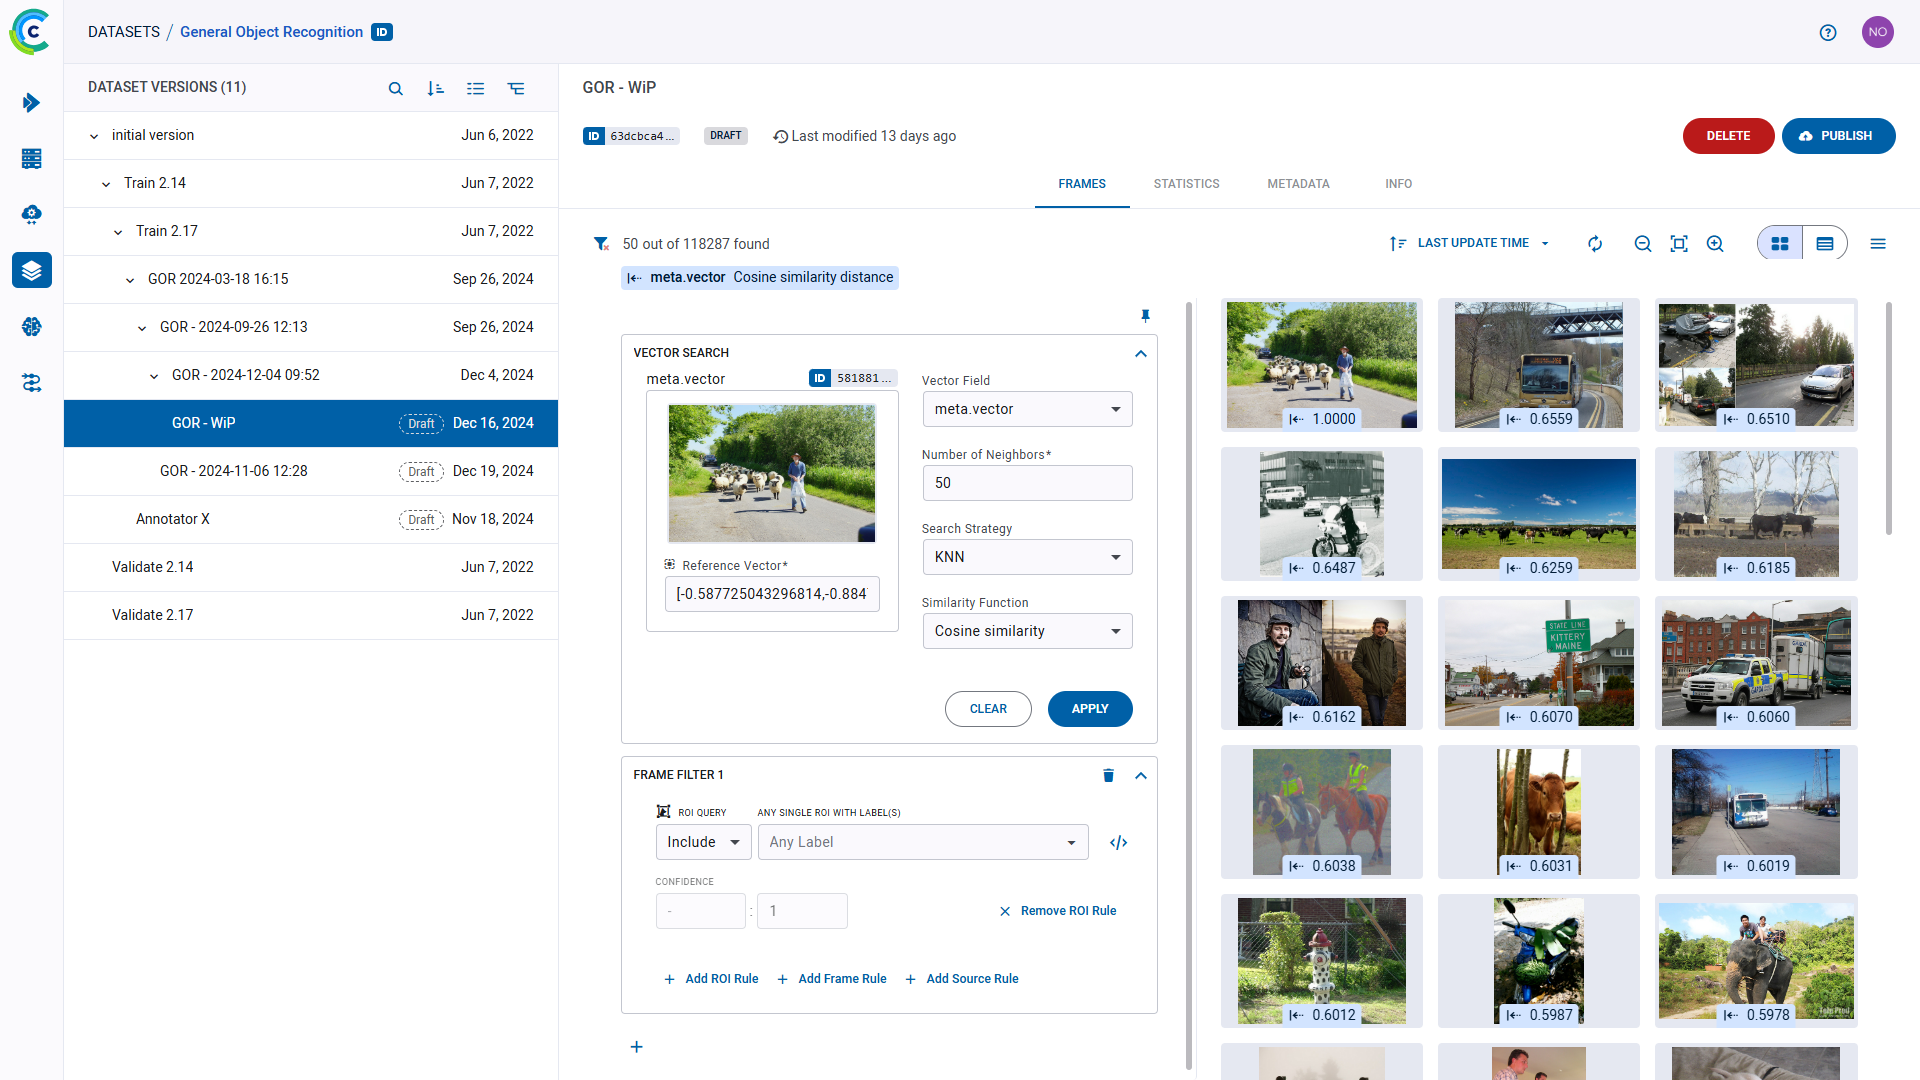 DATASETS / General Object Recognition ID
NO
DATASET VERSIONS (11)
initial version Jun 6, 2022
Train 2.14 Jun 7, 2022
Train 2.17 Jun 7, 2022
GOR 2024-03-18 16:15 Sep 26, 2024
GOR - 2024-09-26 12:13 Sep 26, 2024
GOR - 2024-12-04 09:52 Dec 4, 2024
GOR - WiP Draft Dec 16, 2024
GOR - 2024-11-06 12:28 Draft Dec 19, 2024
Annotator X Draft Nov 18, 2024
Validate 2.14 Jun 7, 2022
Validate 2.17 Jun 7, 2022
GOR - WiP
ID 63dcbca4... DRAFT Last modified 13 days ago
DELETE PUBLISH
FRAMES STATISTICS METADATA INFO
50 out of 118287 found
LAST UPDATE TIME
meta.vector Cosine similarity distance
VECTOR SEARCH
meta.vector ID 581881...
Reference Vector*
[-0.587725043296814,-0.884
Vector Field
meta.vector
Number of Neighbors*
50
Search Strategy
KNN
Similarity Function
Cosine similarity
CLEAR APPLY
FRAME FILTER 1
ROI QUERY ANY SINGLE ROI WITH LABEL(S)
Include Any Label </>
CONFIDENCE
- : 1 Remove ROI Rule
+ Add ROI Rule + Add Frame Rule + Add Source Rule
+
1.0000 0.6559 0.6510
0.6487 0.6259 0.6185
STATE LINE
KITTERY
MAINE
0.6162 0.6070 0.6060
0.6038 0.6031 0.6019
0.6012 0.5987 0.5978